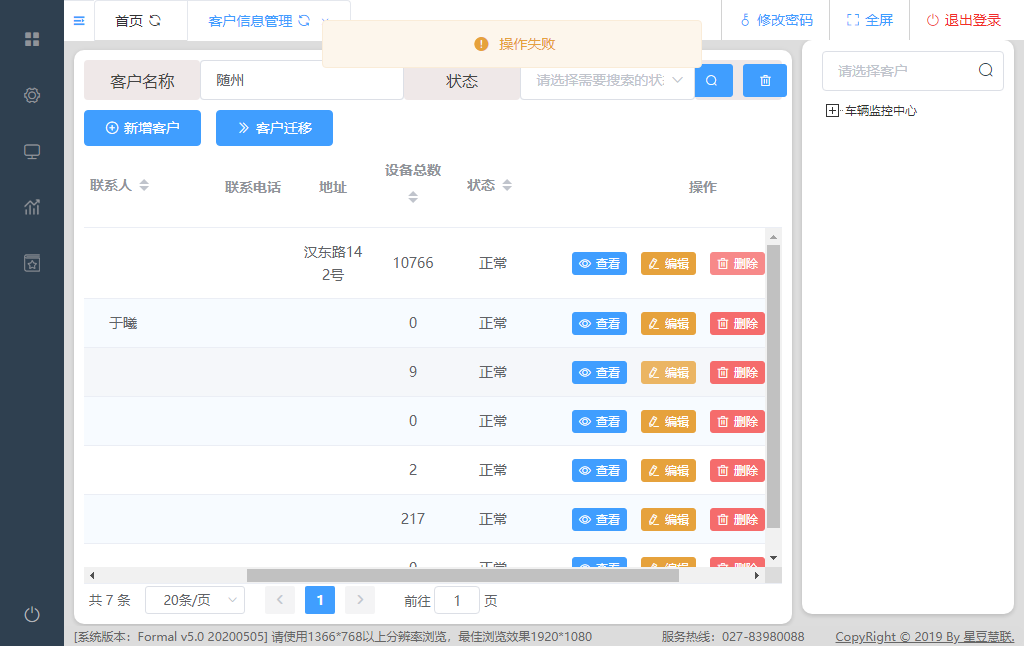 首页
客户信息管理
操作失败
修改密码
全屏
退出登录
客户名称
随州
状态
请选择需要搜索的状
请选择客户
新增客户
客户迁移
车辆监控中心
联系人
联系电话
地址
设备总数
状态
操作
汉东路14
2号
10766
正常
查看
编辑
删除
于曦
0
正常
查看
编辑
删除
9
正常
查看
编辑
删除
0
正常
查看
编辑
删除
2
正常
查看
编辑
删除
217
正常
查看
编辑
删除
共 7 条
20条/页
1
前往
1
页
[系统版本：Formal v5.0 20200505] 请使用1366*768以上分辨率浏览，最佳浏览效果1920*1080
服务热线：027-83980088
CopyRight © 2019 By 星豆慧联.